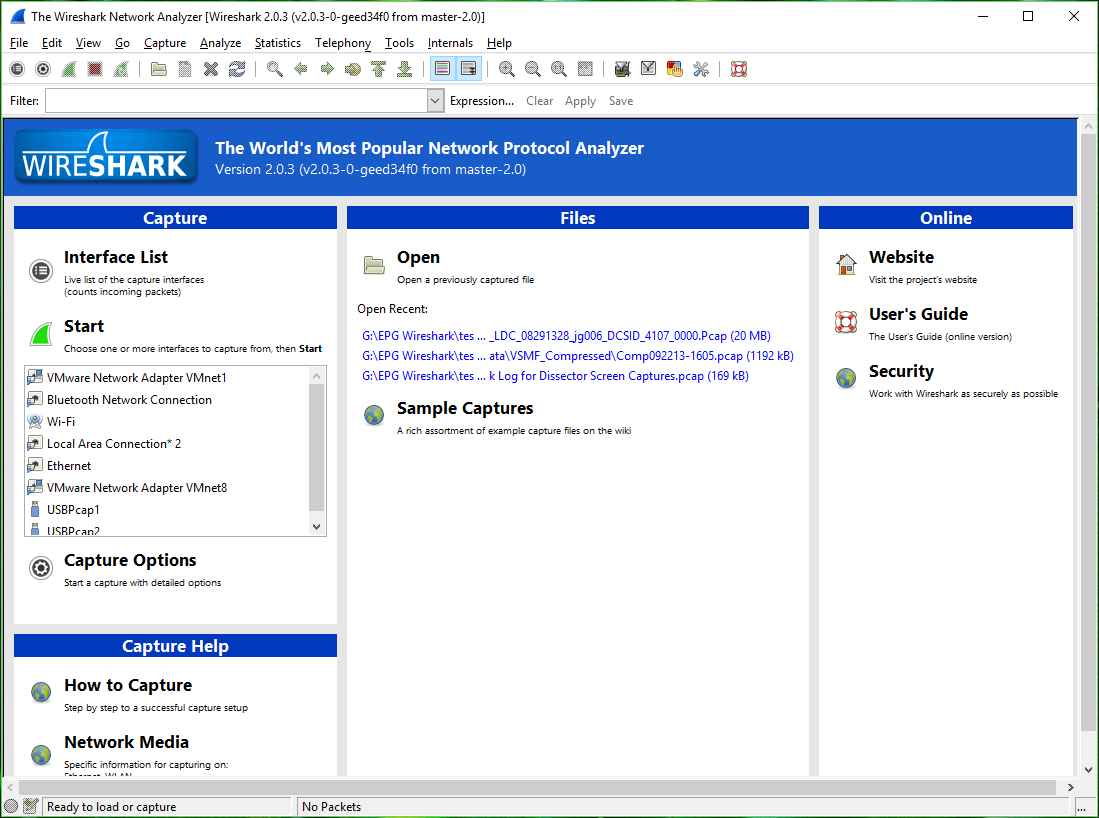 The Wireshark Network Analyzer [Wireshark 2.0.3 (v2.0.3-0-geed34f0 from master-2.0)]
File Edit View Go Capture Analyze Statistics Telephony Tools Internals Help
Filter: Expression... Clear Apply Save
WIRESHARK
The World's Most Popular Network Protocol Analyzer
Version 2.0.3 (v2.0.3-0-geed34f0 from master-2.0)
Capture
Interface List
Live list of the capture interfaces
(counts incoming packets)
Start
Choose one or more interfaces to capture from, then Start
VMware Network Adapter VMnet1
Bluetooth Network Connection
Wi-Fi
Local Area Connection* 2
Ethernet
VMware Network Adapter VMnet8
USBPcap1
USBPcap2
Capture Options
Start a capture with detailed options
Capture Help
How to Capture
Step by step to a successful capture setup
Network Media
Specific information for capturing on:
Ethernet, WLAN,
Files
Open
Open a previously captured file
Open Recent:
G:\EPG Wireshark\tes ... _LDC_08291328_jg006_DCSID_4107_0000.Pcap (20 MB)
G:\EPG Wireshark\tes ... ata\VSMF_Compressed\Comp092213-1605.pcap (1192 kB)
G:\EPG Wireshark\tes ... k Log for Dissector Screen Captures.pcap (169 kB)
Sample Captures
A rich assortment of example capture files on the wiki
Online
Website
Visit the project's website
User's Guide
The User's Guide (online version)
Security
Work with Wireshark as securely as possible
Ready to load or capture
No Packets
...